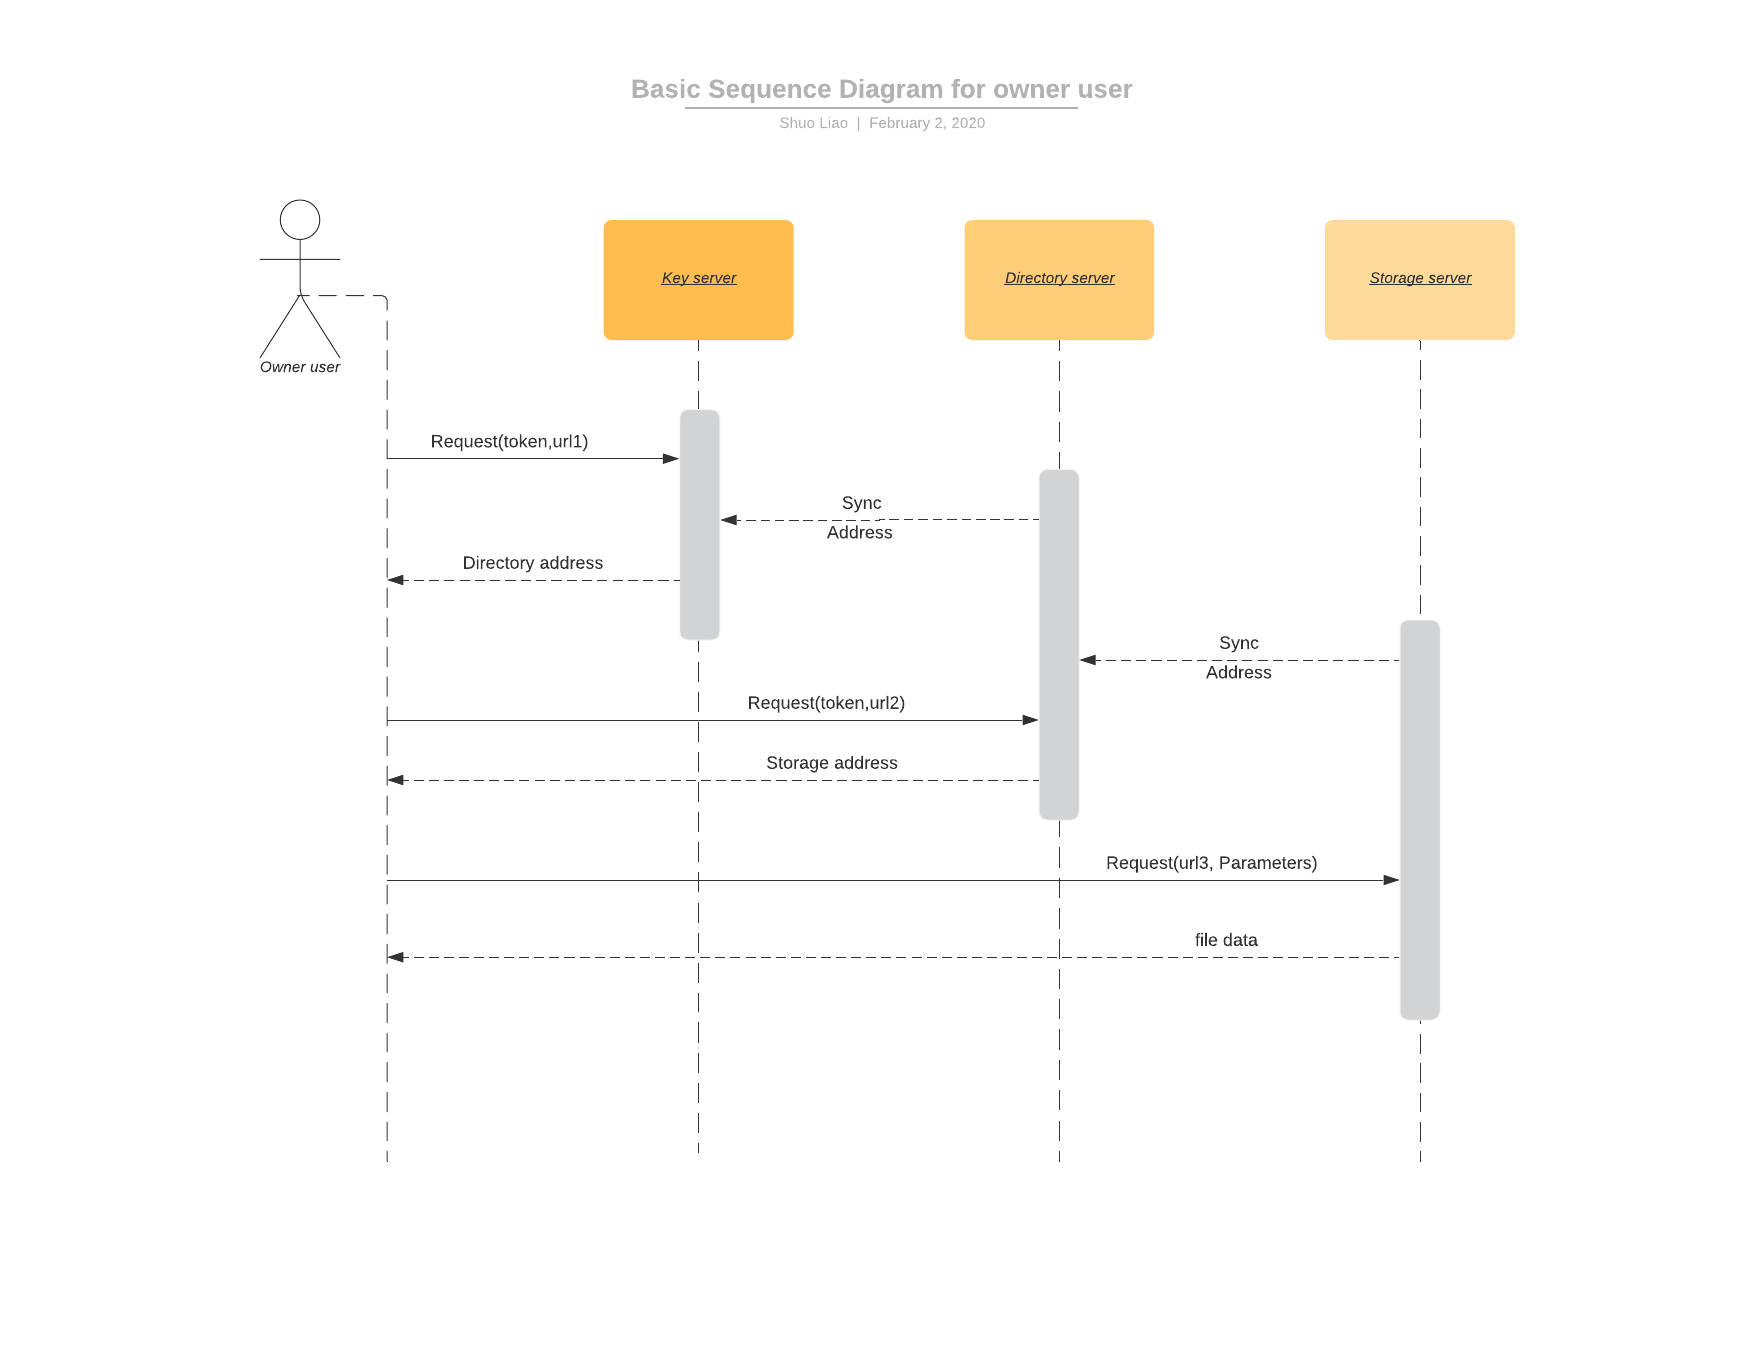 Basic Sequence Diagram for owner user
Shuo Liao | February 2, 2020
Key server
Directory server
Storage server
Owner user
Request(token,url1)
Sync
Address
Directory address
Sync
Address
Request(token,url2)
Storage address
Request(url3, Parameters)
file data